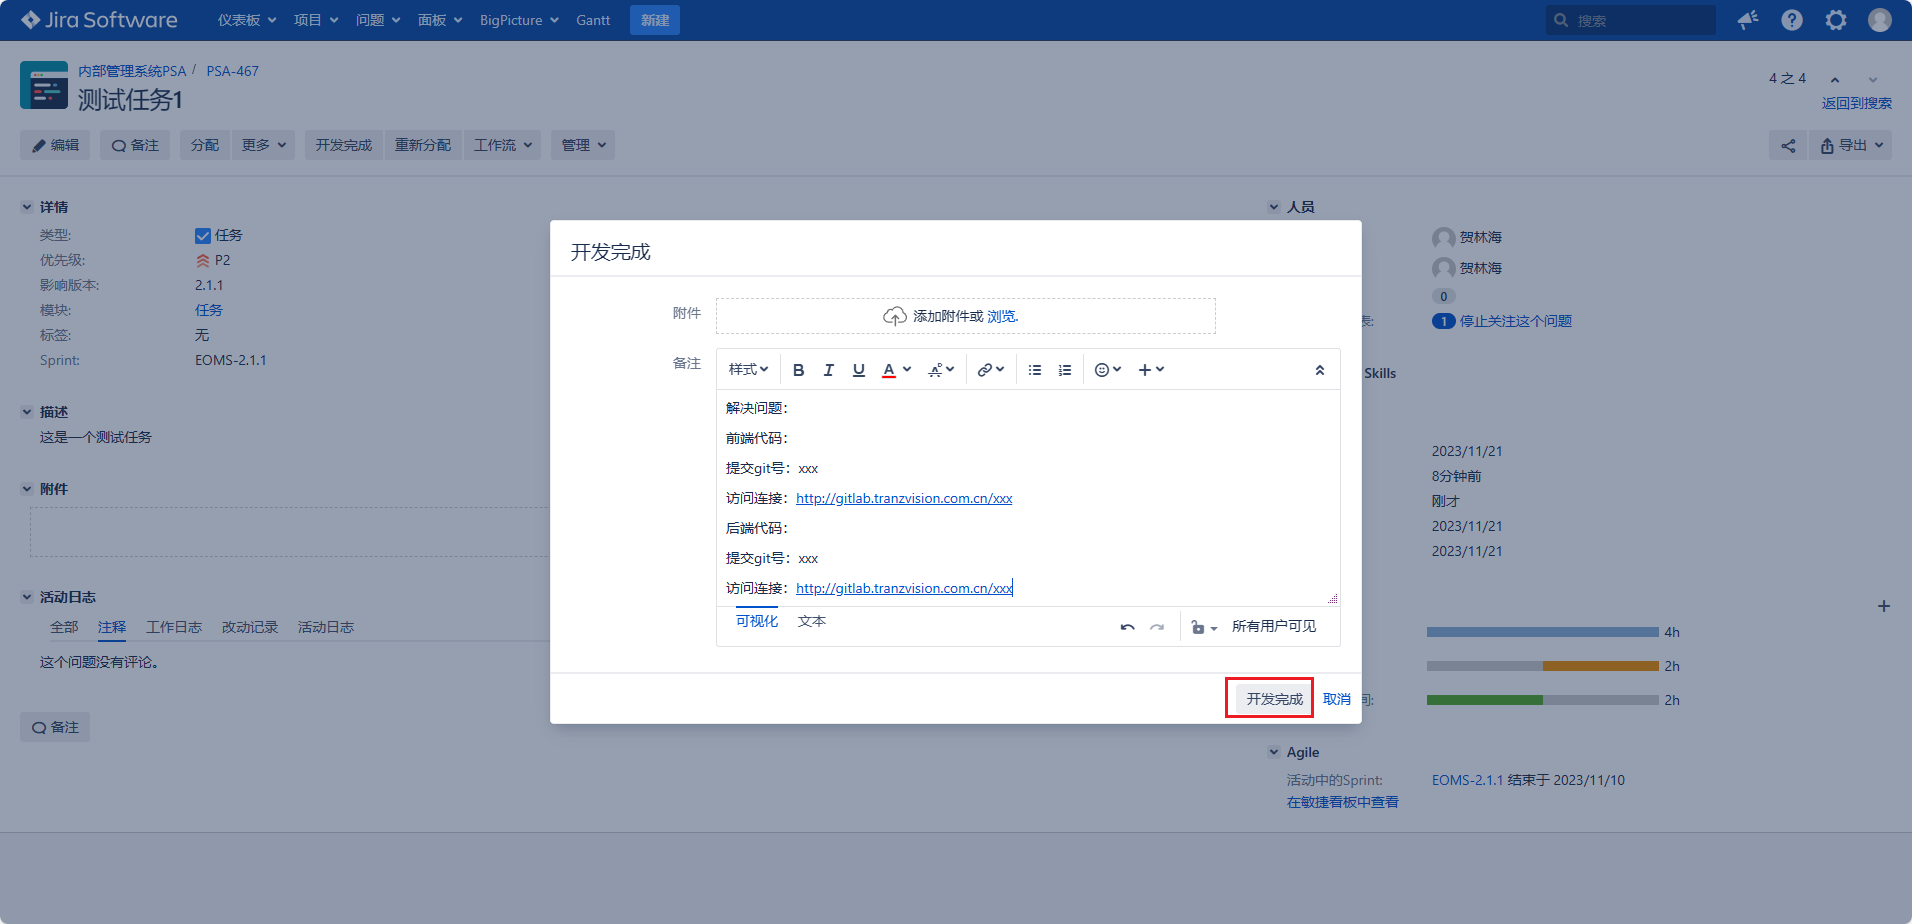 Jira Software 仪表板 项目 问题 面板 BigPicture Gantt 新建 搜索
内部管理系统PSA / PSA-467
测试任务1
4 之 4
返回到搜索
编辑 备注 分配 更多 开发完成 重新分配 工作流 管理 导出
详情
类型: 任务
优先级: P2
影响版本: 2.1.1
模块: 任务
标签: 无
Sprint: EOMS-2.1.1
描述
这是一个测试任务
附件
活动日志
全部 注释 工作日志 改动记录 活动日志
这个问题没有评论。
备注
开发完成
附件 添加附件或 浏览.
备注 样式 B I U A
解决问题：
前端代码：
提交git号：xxx
访问连接：http://gitlab.tranzvision.com.cn/xxx
后端代码：
提交git号：xxx
访问连接：http://gitlab.tranzvision.com.cn/xxx
可视化 文本 所有用户可见
开发完成 取消
人员
贺林海
贺林海
0
表: 1 停止关注这个问题
Skills
2023/11/21
8分钟前
刚才
2023/11/21
2023/11/21
4h
2h
间: 2h
Agile
活动中的Sprint: EOMS-2.1.1 结束于 2023/11/10
在敏捷看板中查看